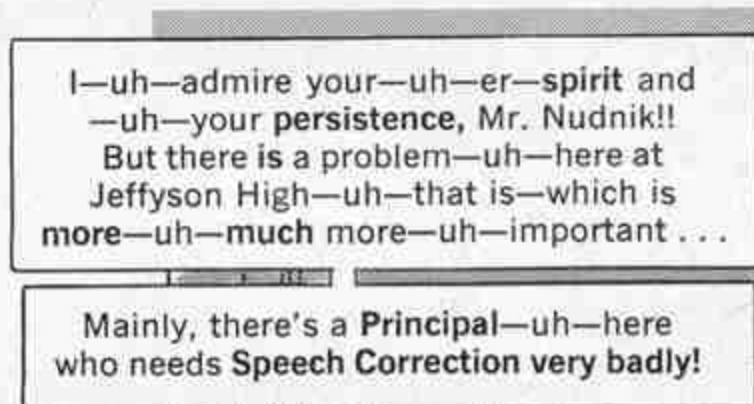 I—uh—admire your—uh—er—spirit and
—uh—your persistence, Mr. Nudnik!!
But there is a problem—uh—here at
Jeffyson High—uh—that is—which is
more—uh—much more—uh—important . . .
Mainly, there's a Principal—uh—here
who needs Speech Correction very badly!